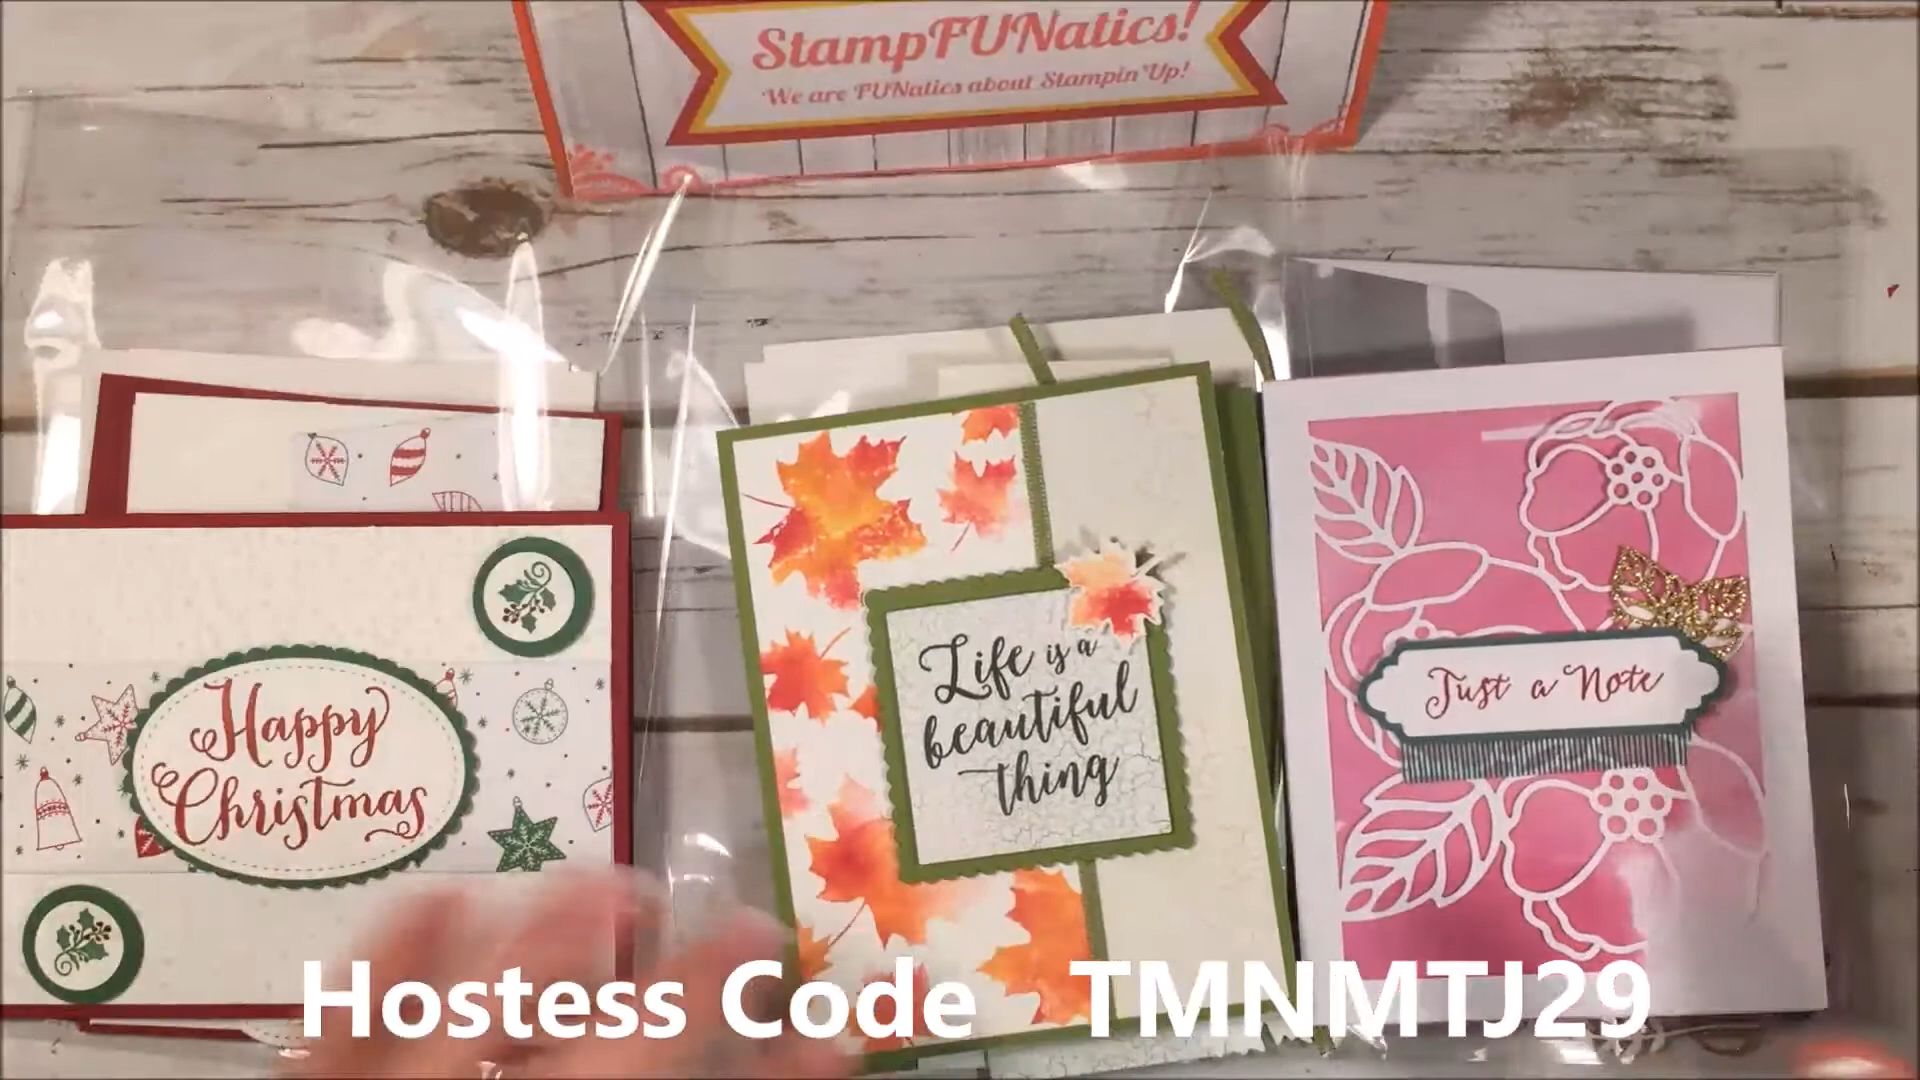 StampFUNatics!
We are FUNatics about Stampin'Up!
Happy
Christmas
Life is a
beautiful
thing
Just a Note
Hostess Code TMNMTJ29